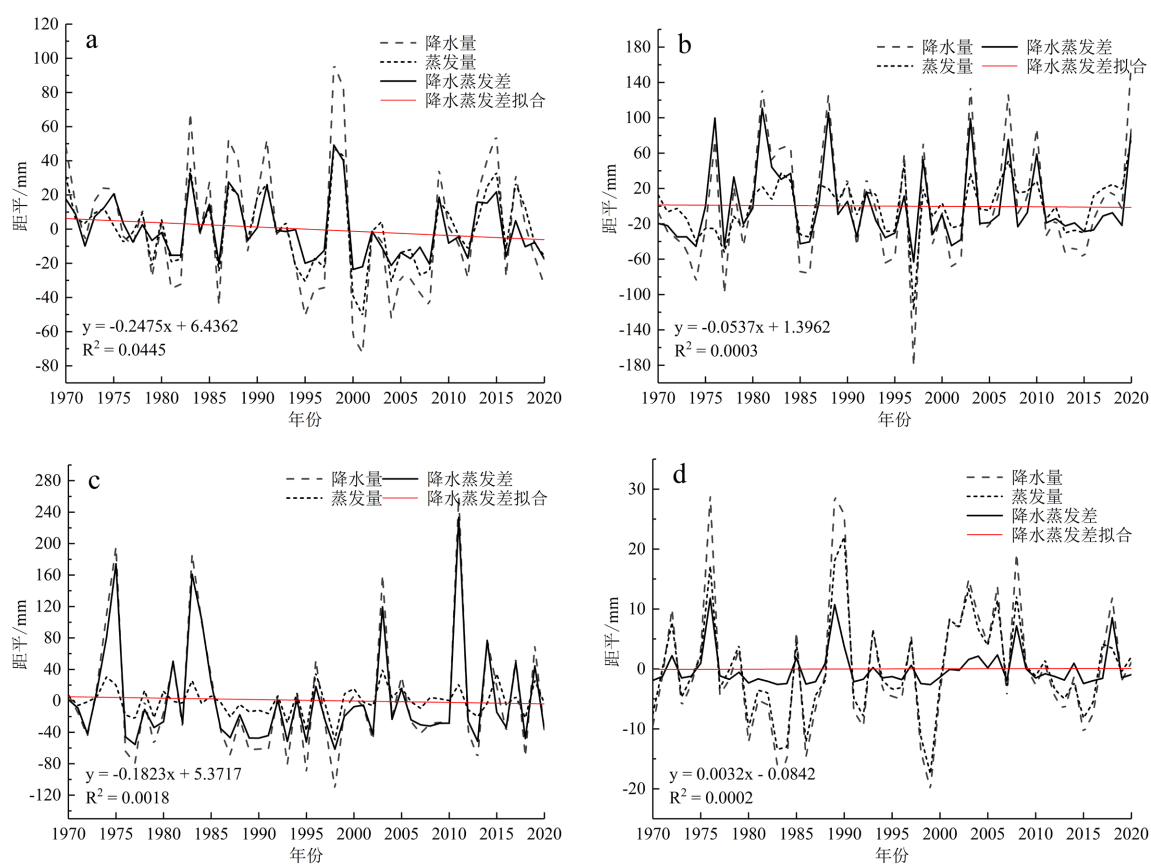 a
120
100
80
60
40
20
0
-20
-40
-60
-80
距平/mm
降水量
蒸发量
降水蒸发差
降水蒸发差拟合
y = -0.2475x + 6.4362
R² = 0.0445
1970 1975 1980 1985 1990 1995 2000 2005 2010 2015 2020
年份
b
180
140
100
60
20
-20
-60
-100
-140
-180
距平/mm
降水量 降水蒸发差
蒸发量 降水蒸发差拟合
y = -0.0537x + 1.3962
R² = 0.0003
1970 1975 1980 1985 1990 1995 2000 2005 2010 2015 2020
年份
c
280
240
200
160
120
80
40
0
-40
-80
-120
距平/mm
降水量 降水蒸发差
蒸发量 降水蒸发差拟合
y = -0.1823x + 5.3717
R² = 0.0018
1970 1975 1980 1985 1990 1995 2000 2005 2010 2015 2020
年份
d
30
20
10
0
-10
-20
距平/mm
降水量
蒸发量
降水蒸发差
降水蒸发差拟合
y = 0.0032x - 0.0842
R² = 0.0002
1970 1975 1980 1985 1990 1995 2000 2005 2010 2015 2020
年份